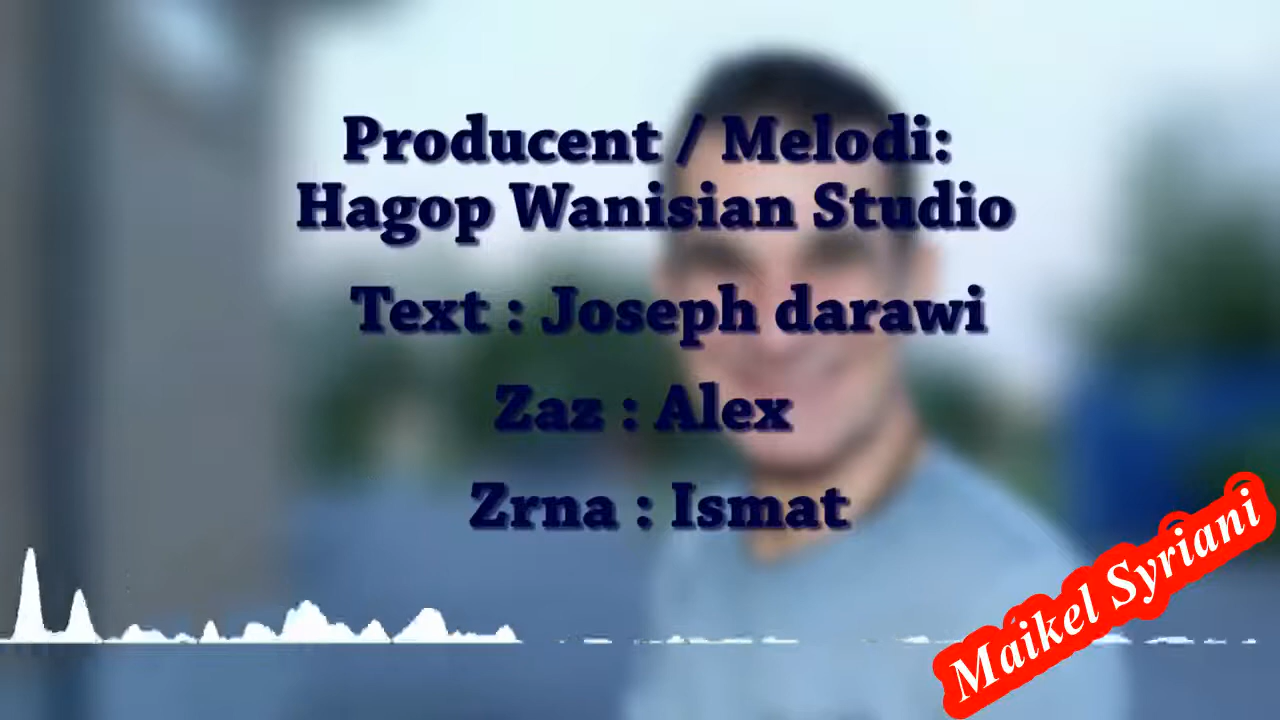 Producent / Melodi:
Hagop Wanisian Studio
Text : Joseph darawi
Zaz : Alex
Zrna : Ismat
Maikel Syriani